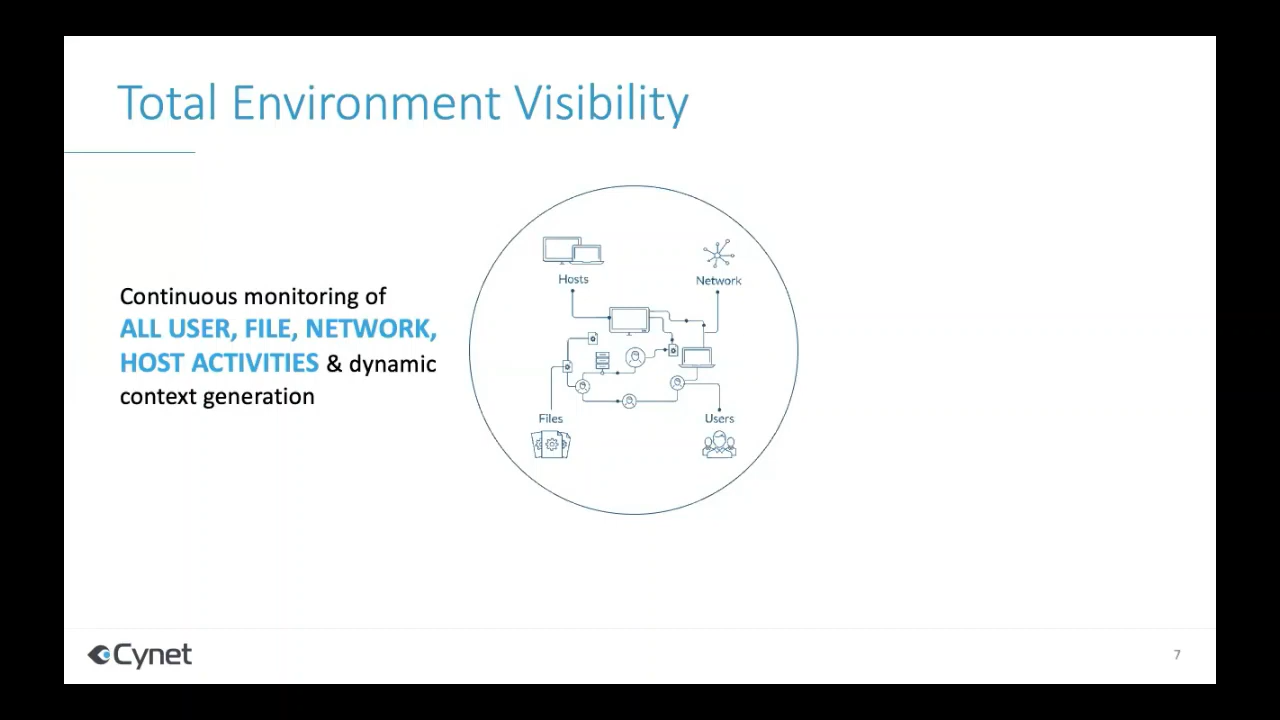 Total Environment Visibility
Continuous monitoring of
ALL USER, FILE, NETWORK,
HOST ACTIVITIES & dynamic
context generation
Hosts
Network
Files
Users
Cynet
7